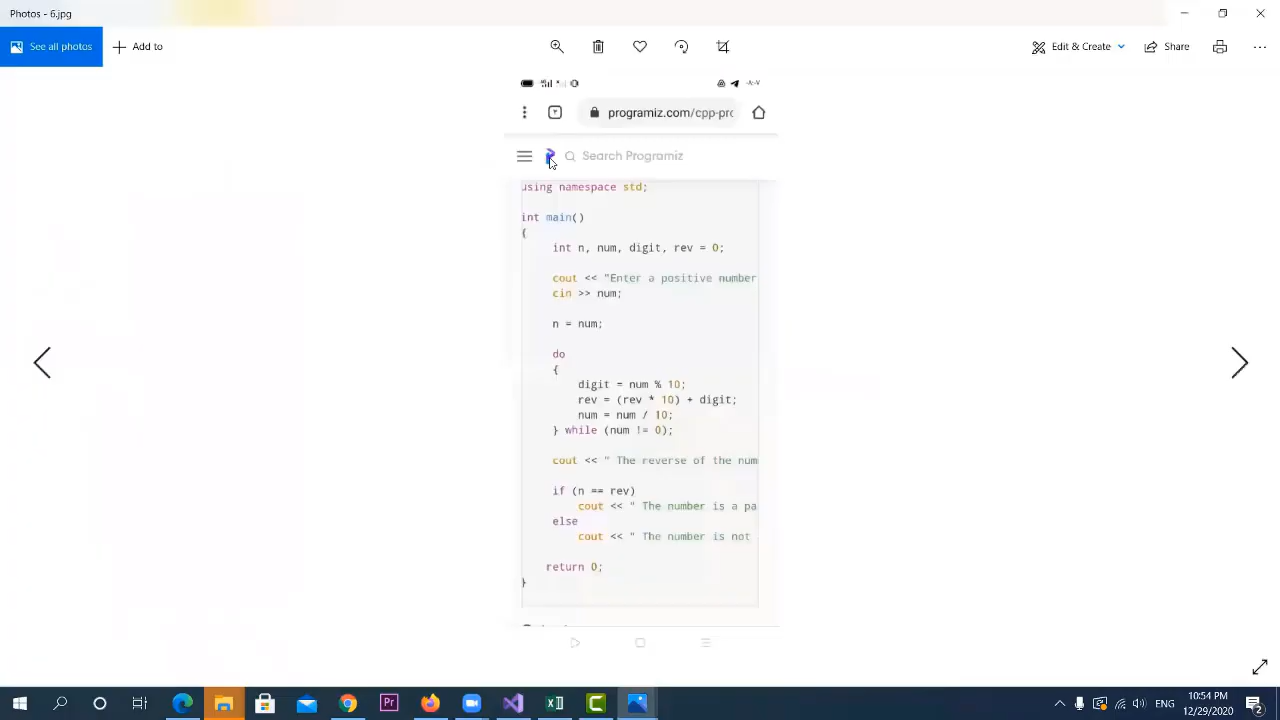 Photos - 6.jpg
See all photos
Add to
Edit & Create
Share
programiz.com/cpp-pr
Search Programiz
using namespace std;
int main()
{
int n, num, digit, rev = 0;
cout << "Enter a positive number
cin >> num;
n = num;
do
{
digit = num % 10;
rev = (rev * 10) + digit;
num = num / 10;
} while (num != 0);
cout << " The reverse of the num
if (n == rev)
cout << " The number is a pa
else
cout << " The number is not
return 0;
}
Pr
ENG
10:54 PM
12/29/2020
2